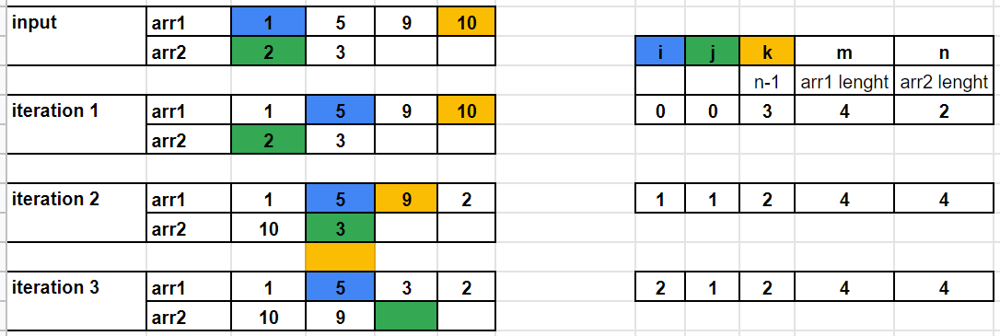 input arr1 1 5 9 10
arr2 2 3
i j k m n
n-1 arr1 lenght arr2 lenght
iteration 1 arr1 1 5 9 10 0 0 3 4 2
arr2 2 3
iteration 2 arr1 1 5 9 2 1 1 2 4 4
arr2 10 3
iteration 3 arr1 1 5 3 2 2 1 2 4 4
arr2 10 9